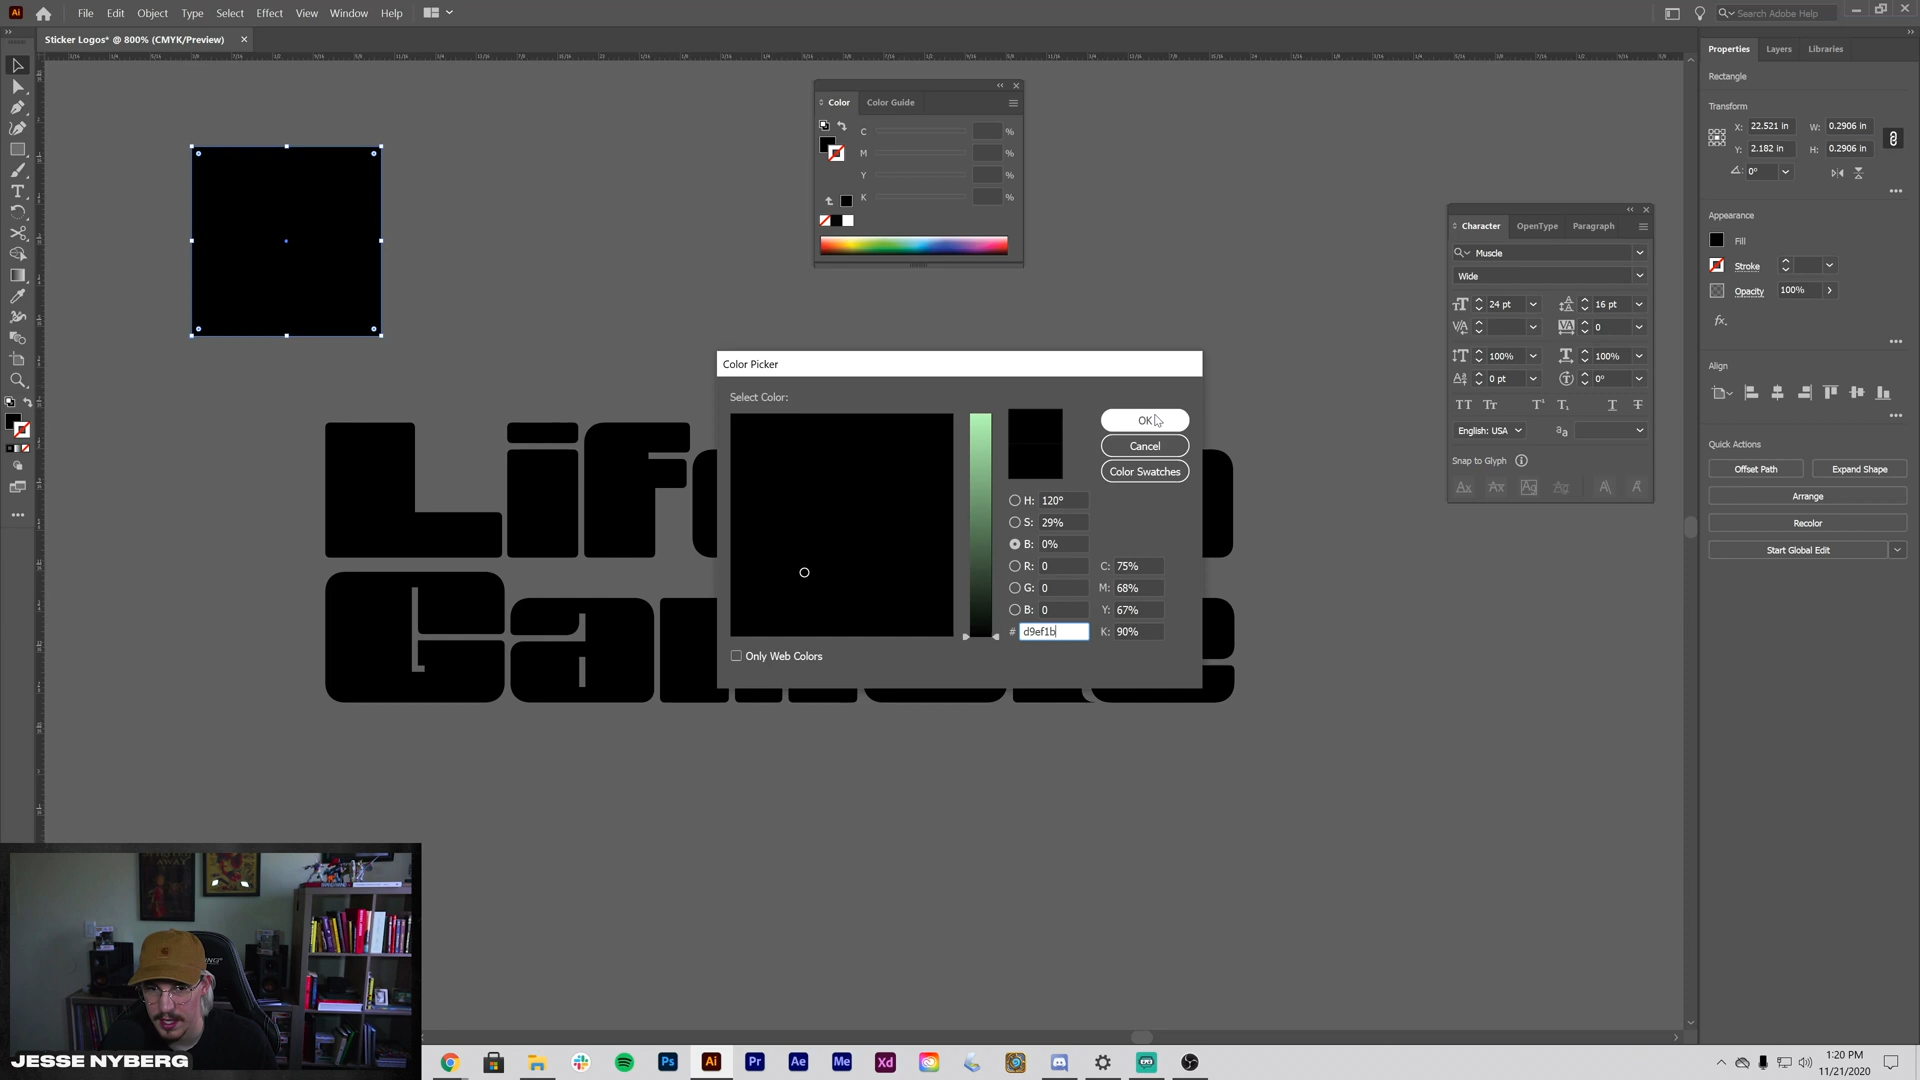 File Edit Object Type Select Effect View Window Help
Search Adobe Help
Sticker Logos* @ 800% (CMYK/Preview)
Color Color Guide
C %
M %
Y %
K %
Properties Layers Libraries
Rectangle
Transform
X: 22.521 in W: 0.2906 in
Y: 2.182 in H: 0.2906 in
0°
Appearance
Fill
Stroke
Opacity 100%
fx.
Align
Quick Actions
Offset Path Expand Shape
Arrange
Recolor
Start Global Edit
Character OpenType Paragraph
Muscle
Wide
24 pt 16 pt
0
100% 100%
0 pt 0°
English: USA
Snap to Glyph
Color Picker
Select Color:
OK
Cancel
Color Swatches
H: 120°
S: 29%
B: 0%
R: 0 C: 75%
G: 0 M: 68%
B: 0 Y: 67%
# d9ef1b K: 90%
Only Web Colors
JESSE NYBERG
1:20 PM
11/21/2020